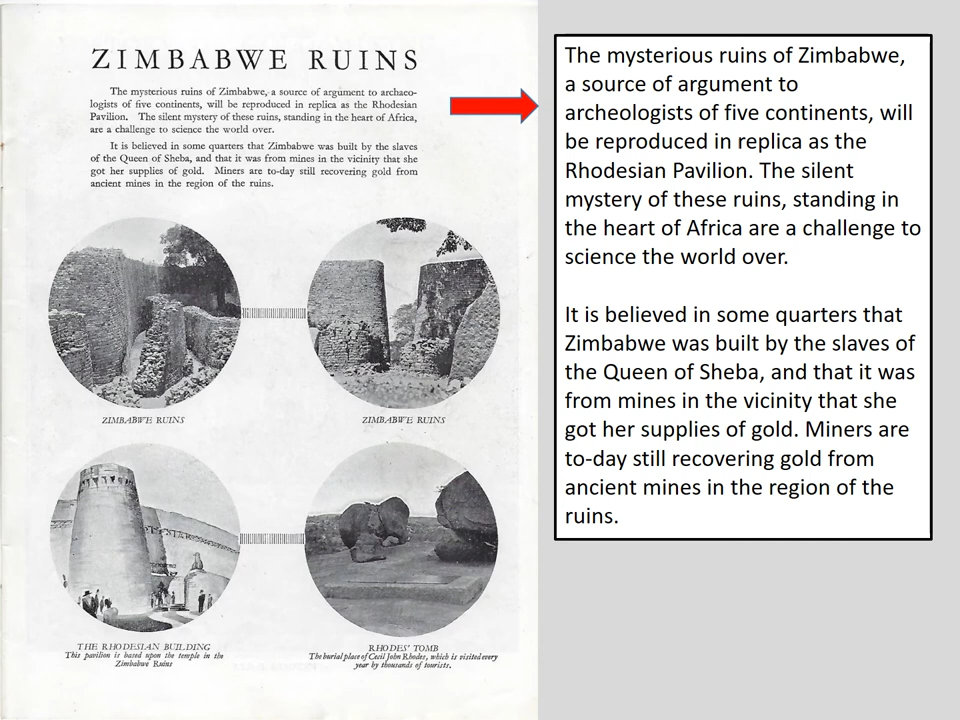 ZIMBABWE RUINS
The mysterious ruins of Zimbabwe, a source of argument to archaeo-
logists of five continents, will be reproduced in replica as the Rhodesian
Pavilion. The silent mystery of these ruins, standing in the heart of Africa,
are a challenge to science the world over.
It is believed in some quarters that Zimbabwe was built by the slaves
of the Queen of Sheba, and that it was from mines in the vicinity that she
got her supplies of gold. Miners are to-day still recovering gold from
ancient mines in the region of the ruins.
ZIMBABWE RUINS
ZIMBABWE RUINS
THE RHODESIAN BUILDING
This pavilion is based upon the temple in the
Zimbabwe Ruins
RHODES' TOMB
The burial place of Cecil John Rhodes, which is visited every
year by thousands of tourists.
The mysterious ruins of Zimbabwe,
a source of argument to
archeologists of five continents, will
be reproduced in replica as the
Rhodesian Pavilion. The silent
mystery of these ruins, standing in
the heart of Africa are a challenge to
science the world over.
It is believed in some quarters that
Zimbabwe was built by the slaves of
the Queen of Sheba, and that it was
from mines in the vicinity that she
got her supplies of gold. Miners are
to-day still recovering gold from
ancient mines in the region of the
ruins.